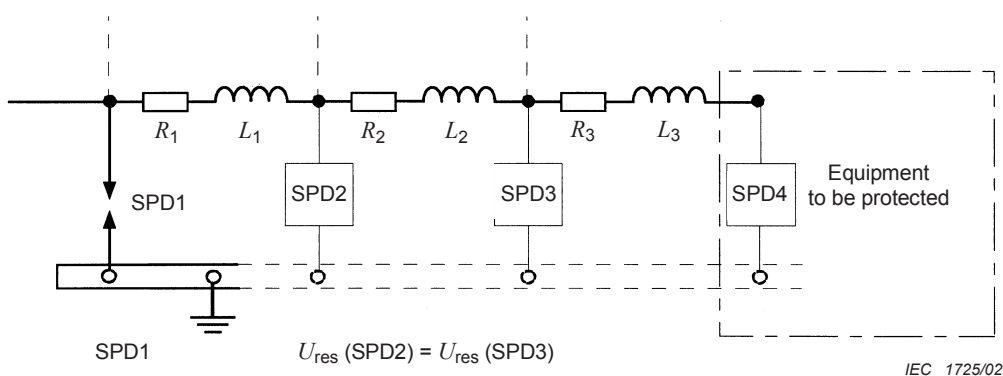 R1 L1 R2 L2 R3 L3
SPD1
SPD2
SPD3
SPD4
Equipment
to be protected
SPD1
Ures (SPD2) = Ures (SPD3)
IEC 1725/02